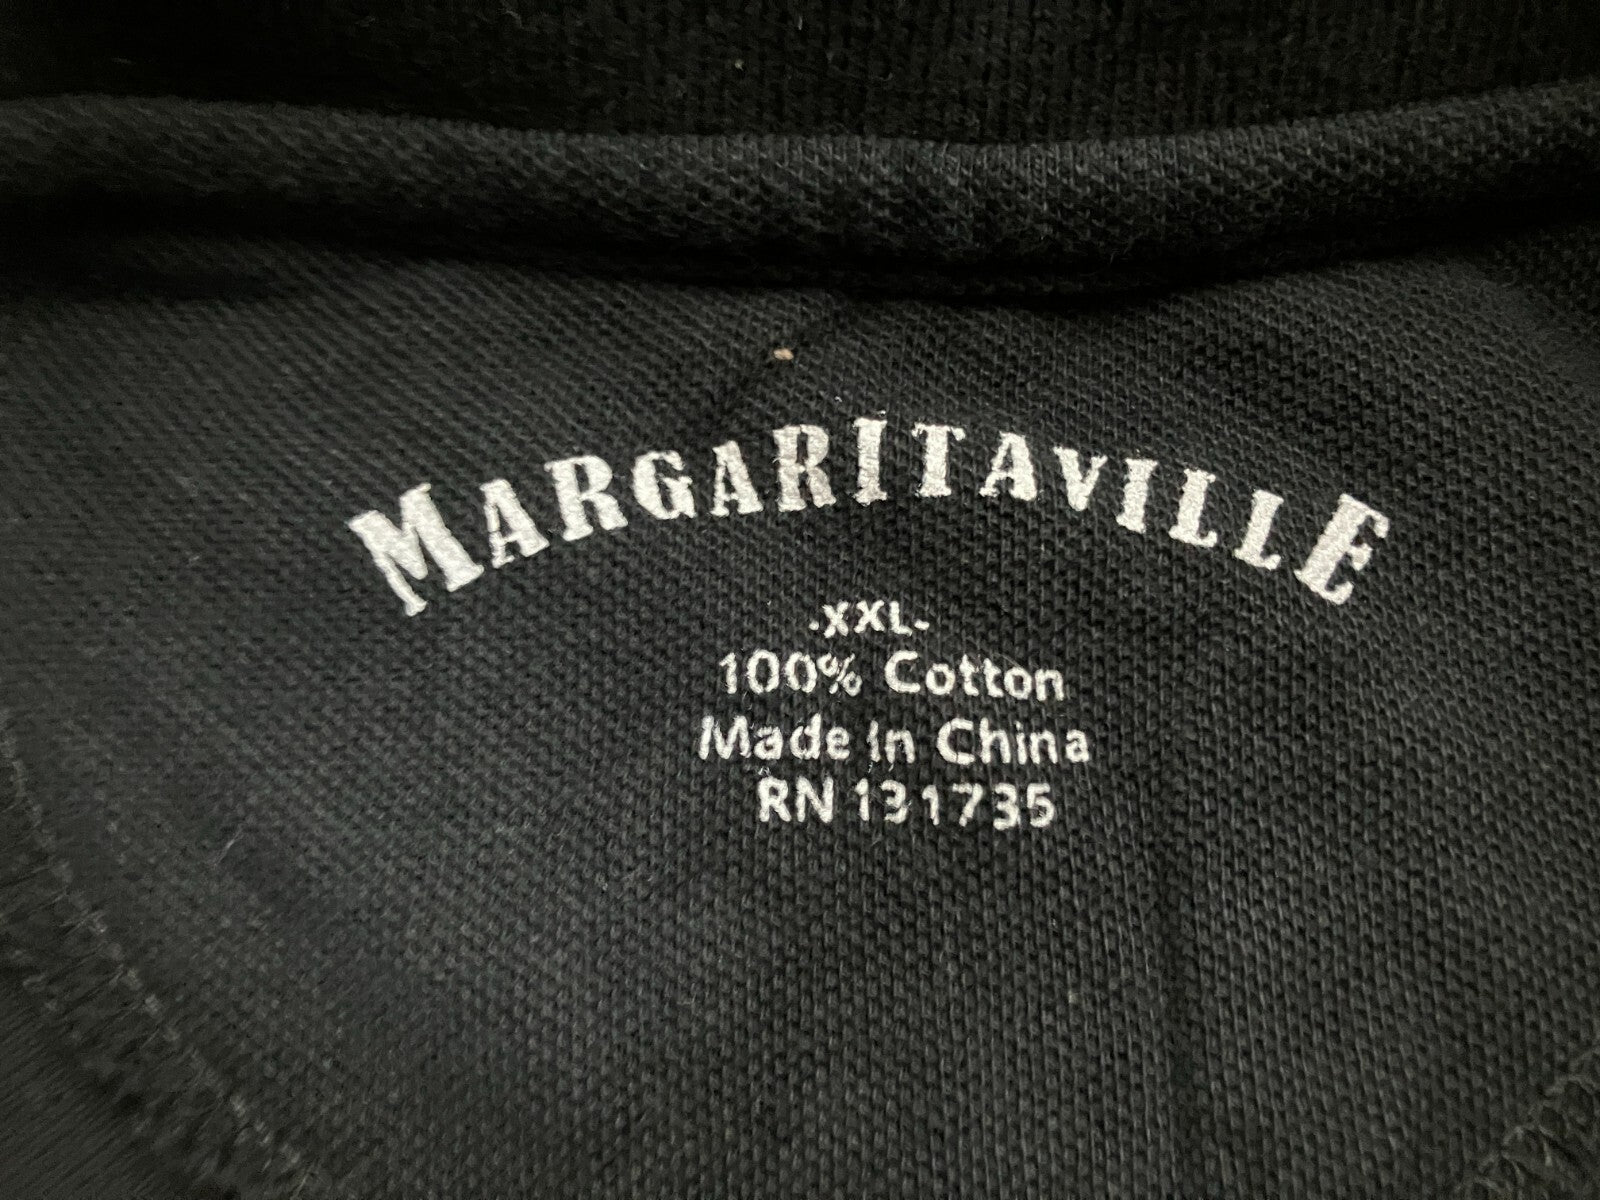 MARGARITAVILLE
-XXL-
100% Cotton
Made In China
RN 131735